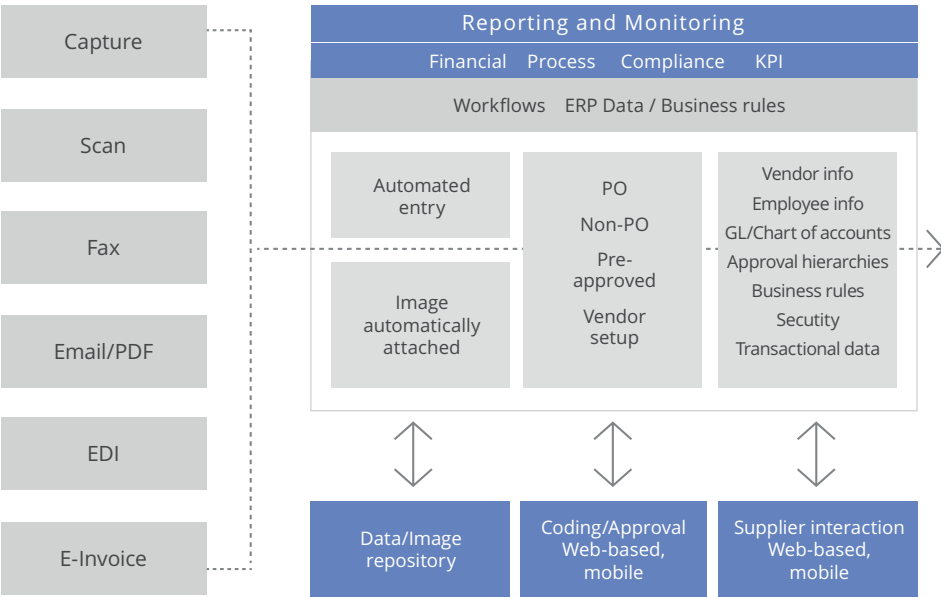 Capture
Scan
Fax
Email/PDF
EDI
E-Invoice
Reporting and Monitoring
Financial Process Compliance KPI
Workflows ERP Data / Business rules
Automated
entry
Image
automatically
attached
PO
Non-PO
Pre-
approved
Vendor
setup
Vendor info
Employee info
GL/Chart of accounts
Approval hierarchies
Business rules
Secutity
Transactional data
Data/Image
repository
Coding/Approval
Web-based,
mobile
Supplier interaction
Web-based,
mobile